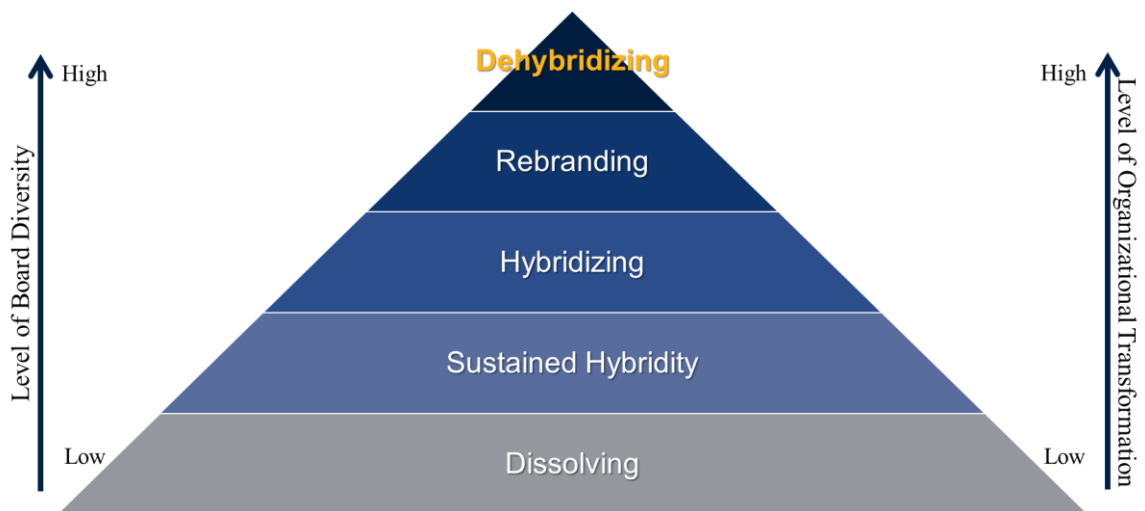 Dehybridizing
High
High
Level of Board Diversity
Level of Organizational Transformation
Rebranding
Hybridizing
Sustained Hybridity
Low
Low
Dissolving